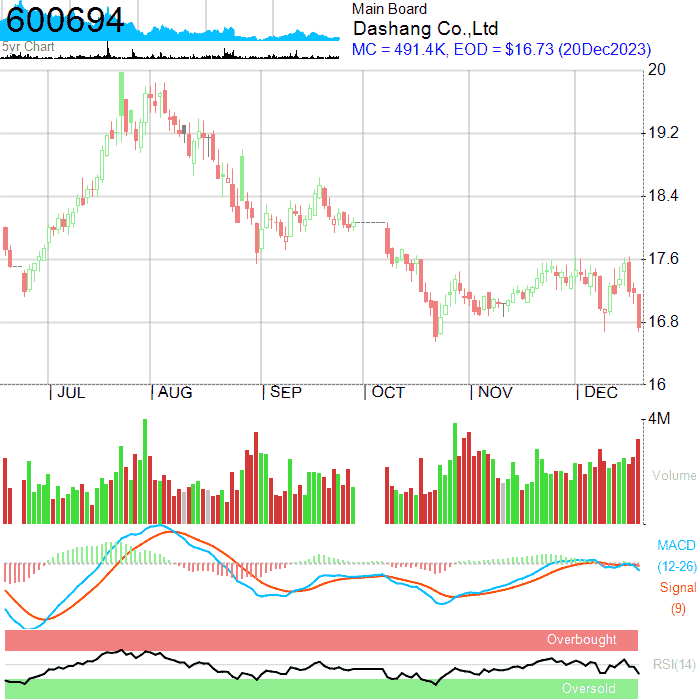 600694
5yr Chart
Main Board
Dashang Co.,Ltd
MC = 491.4K, EOD = $16.73 (20Dec2023)
20
19.2
18.4
17.6
16.8
16
JUL AUG SEP OCT NOV DEC
4M
Volume
MACD
(12-26)
Signal
(9)
Overbought
RSI(14)
Oversold